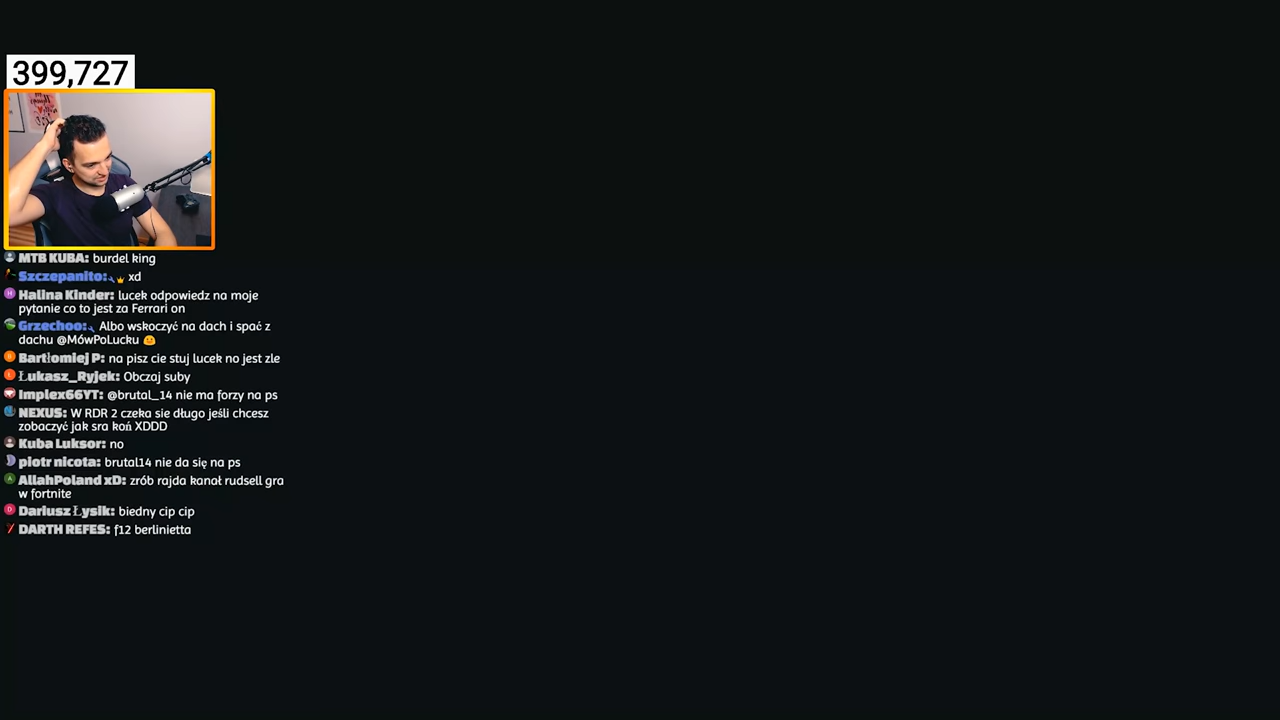 399,727
MTB KUBA: burdel king
Szczepanito: xd
Halina Kinder: lucek odpowiedz na moje
pytanie co to jest za Ferrari on
Grzechoo: Albo wskoczyć na dach i spać z
dachu @MówPoLucku
Bartłomiej P: na pisz cie stuj lucek no jest zle
Łukasz_Ryjek: Obczaj suby
Implex66YT: @brutal_14 nie ma forzy na ps
NEXUS: W RDR 2 czeka sie długo jeśli chcesz
zobaczyć jak sra koń XDDD
Kuba Luksor: no
piotr nicota: brutal14 nie da się na ps
AllahPoland xD: zrób rajda kanał rudsell gra
w fortnite
Dariusz Łysik: biedny cip cip
DARTH REFES: f12 berlinietta